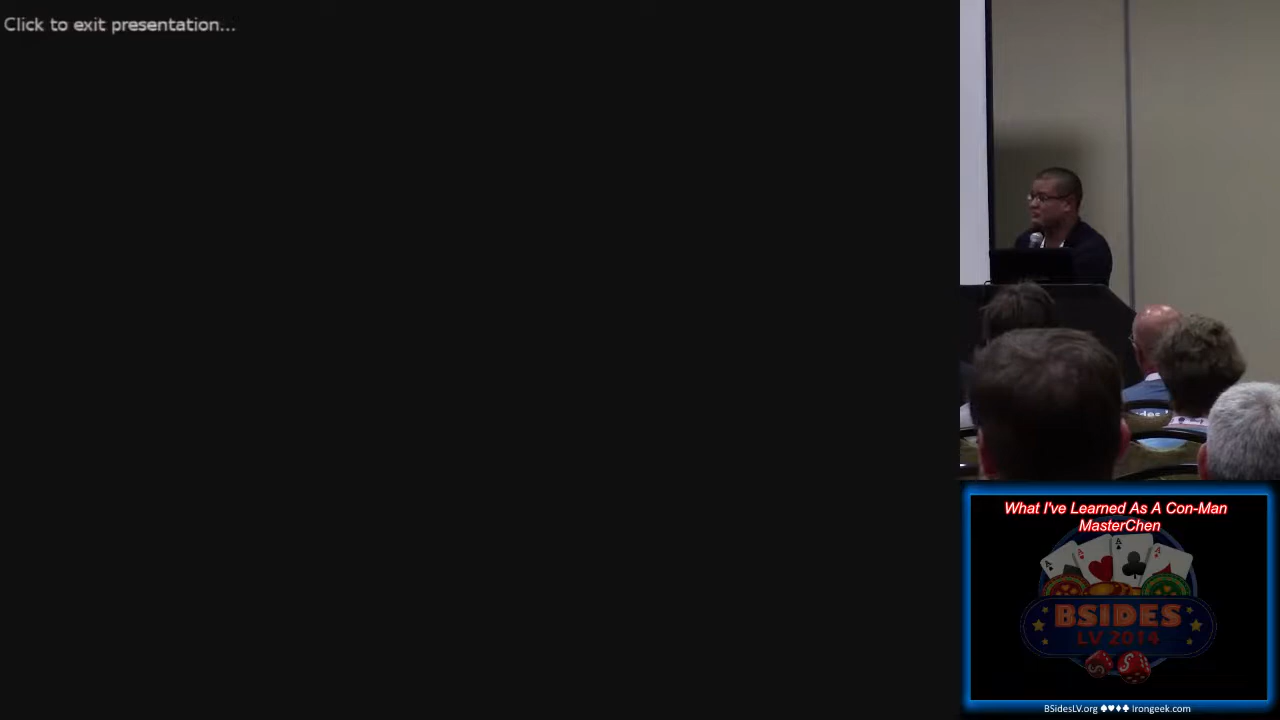 Click to exit presentation...
What I've Learned As A Con-Man
MasterChen
BSIDES
LV 2014
BSidesLV.org ♠♥♦♣ Irongeek.com